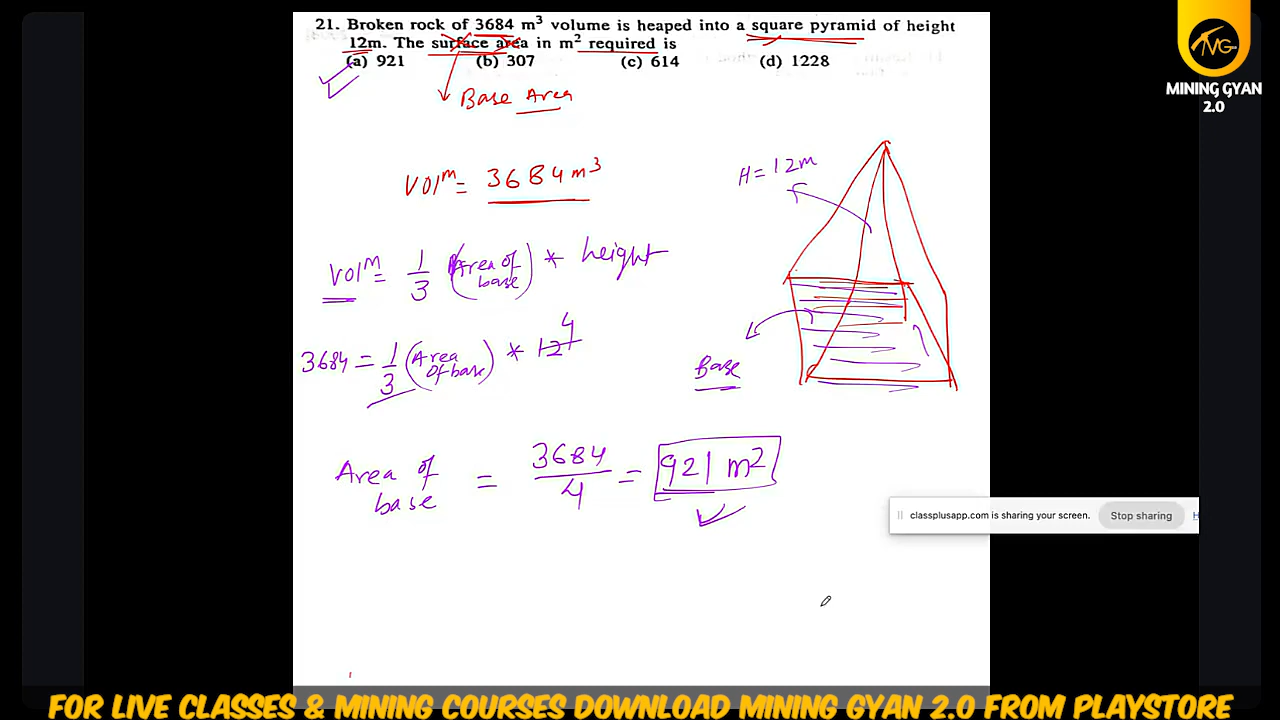 21. Broken rock of 3684 m³ volume is heaped into a square pyramid of height
12m. The surface area in m² required is
(a) 921 (b) 307 (c) 614 (d) 1228
Base Area
Vol^m = 3684 m³
H = 12m
Vol^m = 1/3 (Area of base) * height
3684 = 1/3 (Area of base) * 12 4
Base
Area of base = 3684/4 = 921 m²
TVG
MINING GYAN
2.0
classplusapp.com is sharing your screen. Stop sharing
FOR LIVE CLASSES & MINING COURSES DOWNLOAD MINING GYAN 2.0 FROM PLAYSTORE